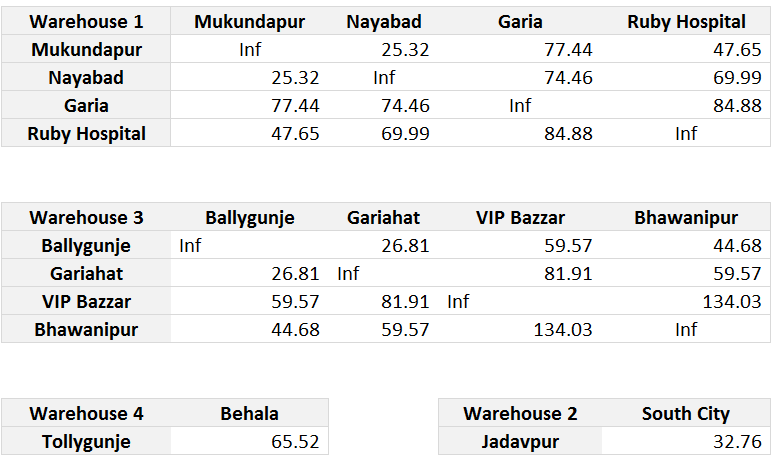 Warehouse 1 Mukundapur Nayabad Garia Ruby Hospital
Mukundapur Inf 25.32 77.44 47.65
Nayabad 25.32 Inf 74.46 69.99
Garia 77.44 74.46 Inf 84.88
Ruby Hospital 47.65 69.99 84.88 Inf
Warehouse 3 Ballygunje Gariahat VIP Bazzar Bhawanipur
Ballygunje Inf 26.81 59.57 44.68
Gariahat 26.81 Inf 81.91 59.57
VIP Bazzar 59.57 81.91 Inf 134.03
Bhawanipur 44.68 59.57 134.03 Inf
Warehouse 4 Behala Warehouse 2 South City
Tollygunje 65.52 Jadavpur 32.76